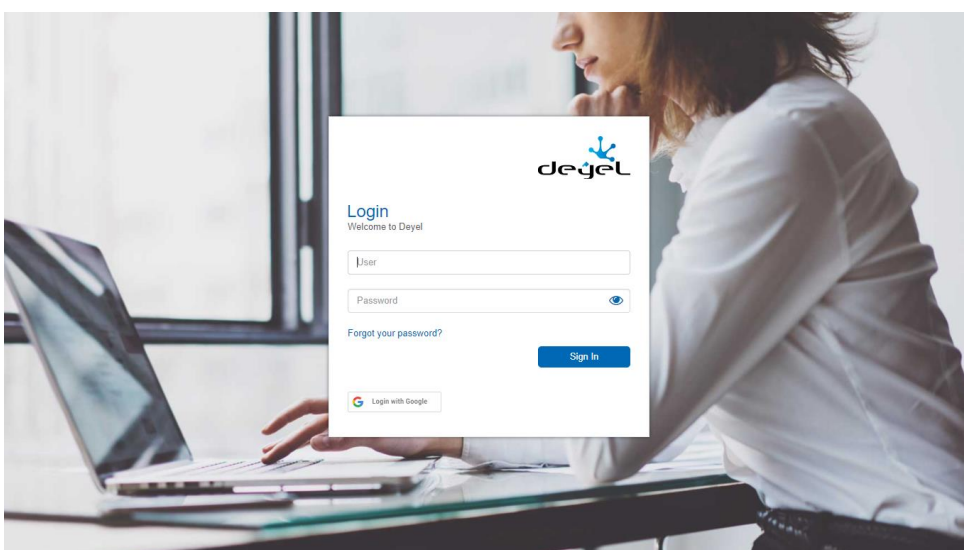 deyel
Login
Welcome to Deyel
User
Password
Forgot your password?
Sign In
Login with Google